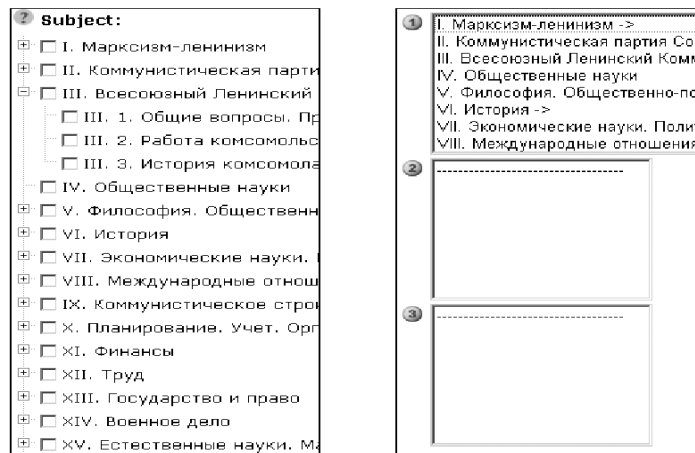 ? Subject:
I. Марксизм-ленинизм
II. Коммунистическая парти
III. Всесоюзный Ленинский
III. 1. Общие вопросы. Пр
III. 2. Работа комсомольс
III. 3. История комсомола
IV. Общественные науки
V. Философия. Общественн
VI. История
VII. Экономические науки.
VIII. Международные отнош
IX. Коммунистическое строи
X. Планирование. Учет. Орг
XI. Финансы
XII. Труд
XIII. Государство и право
XIV. Военное дело
XV. Естественные науки. Ма
1
I. Марксизм-ленинизм ->
II. Коммунистическая партия Со
III. Всесоюзный Ленинский Комм
IV. Общественные науки
V. Философия. Общественно-по
VI. История ->
VII. Экономические науки. Полит
VIII. Международные отношения
2
-------------------------------
3
-------------------------------